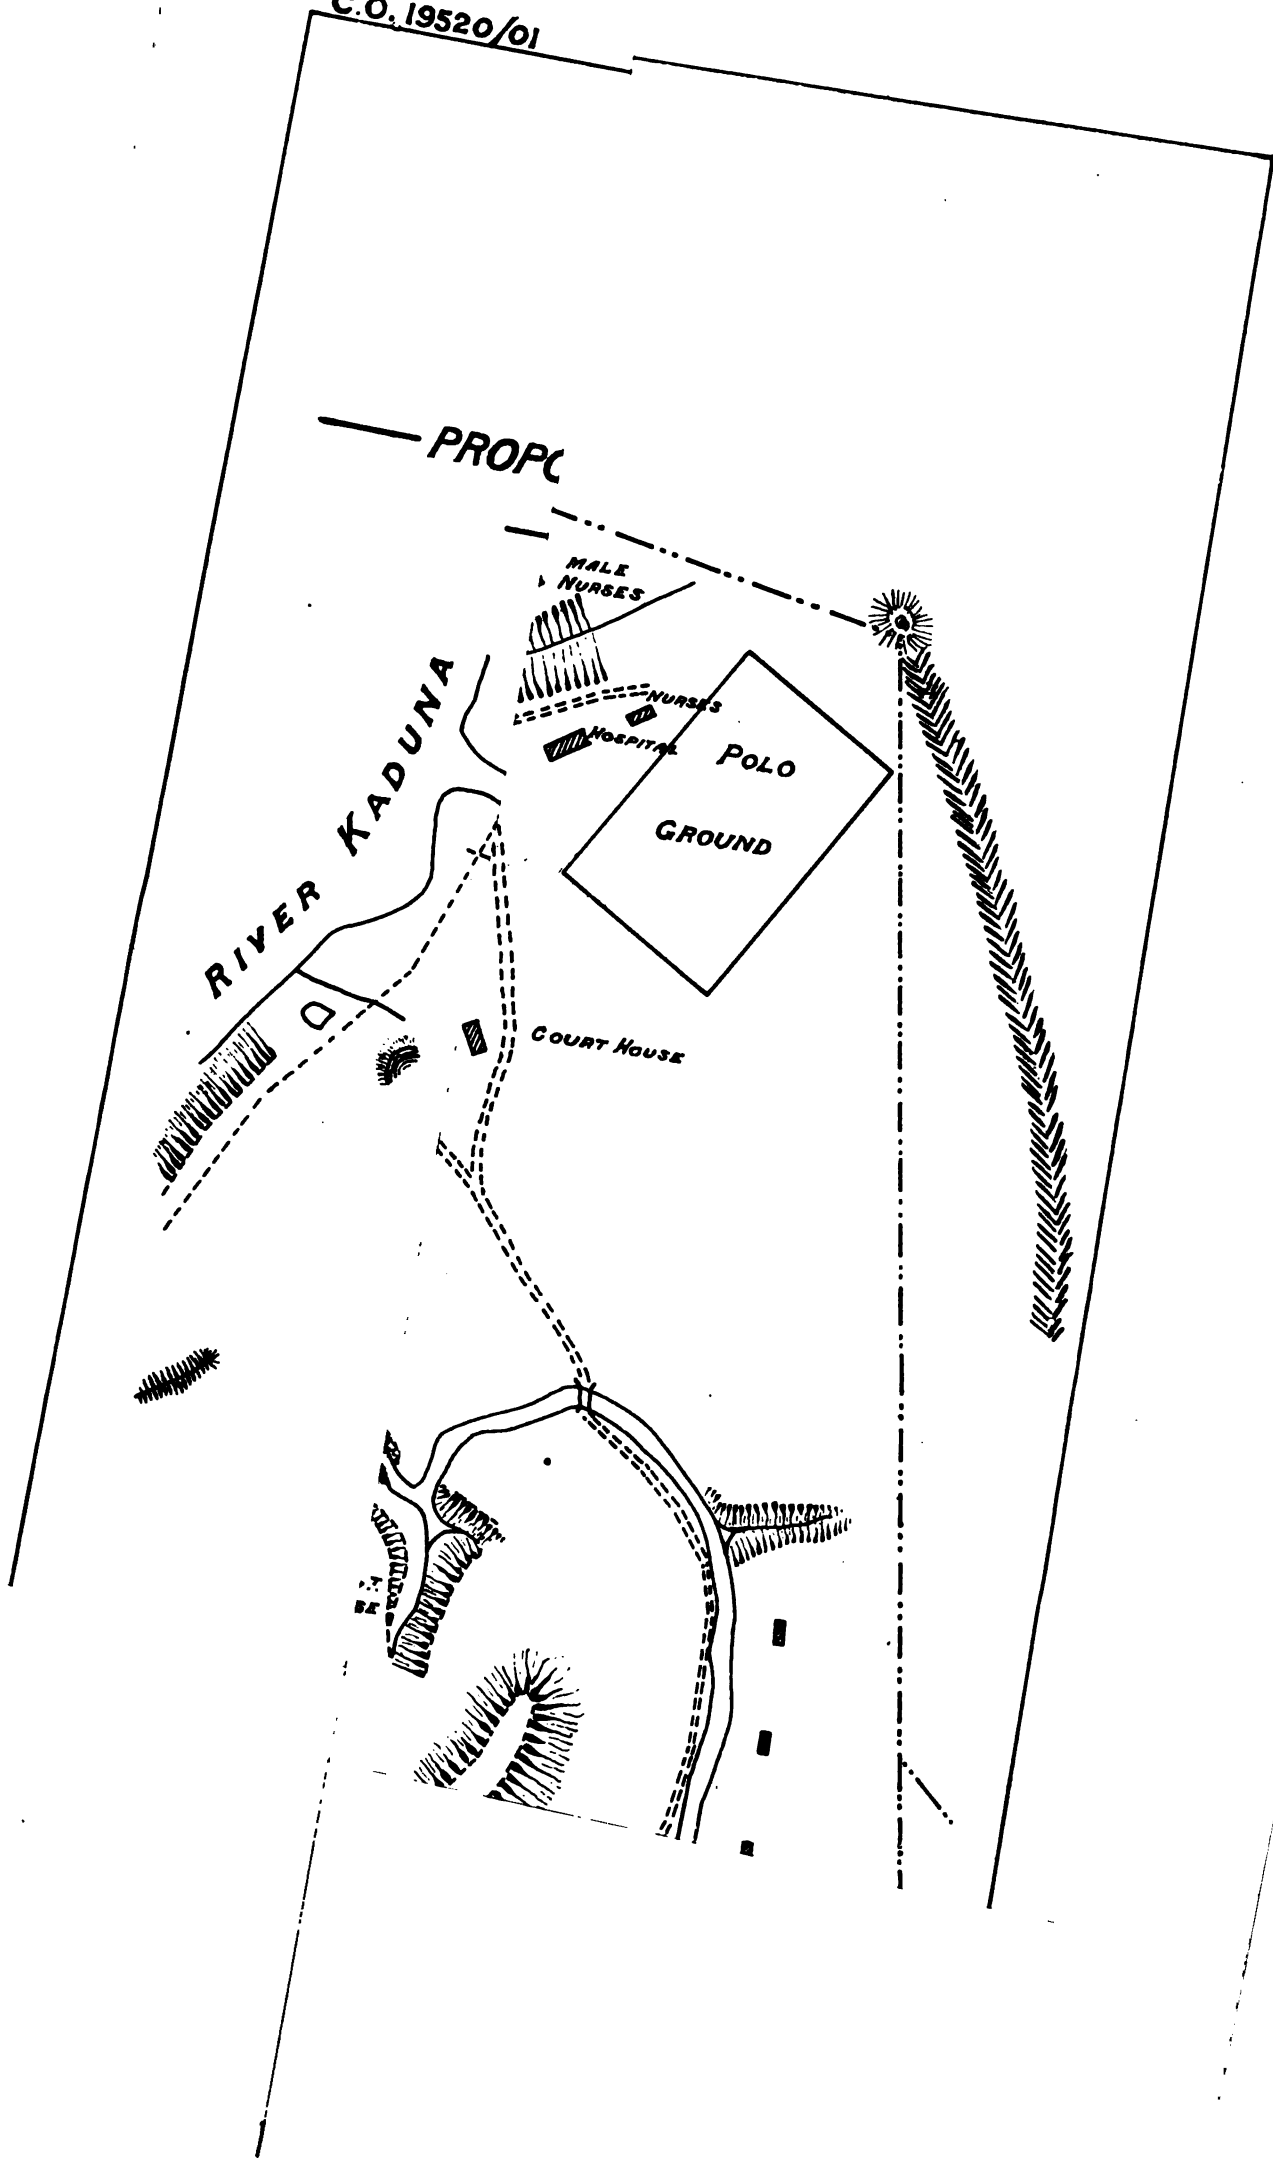 C.O. 19520/01
PROPO
MALE
NURSES
NURSES
HOSPITAL
POLO
GROUND
RIVER KADUNA
COURT HOUSE